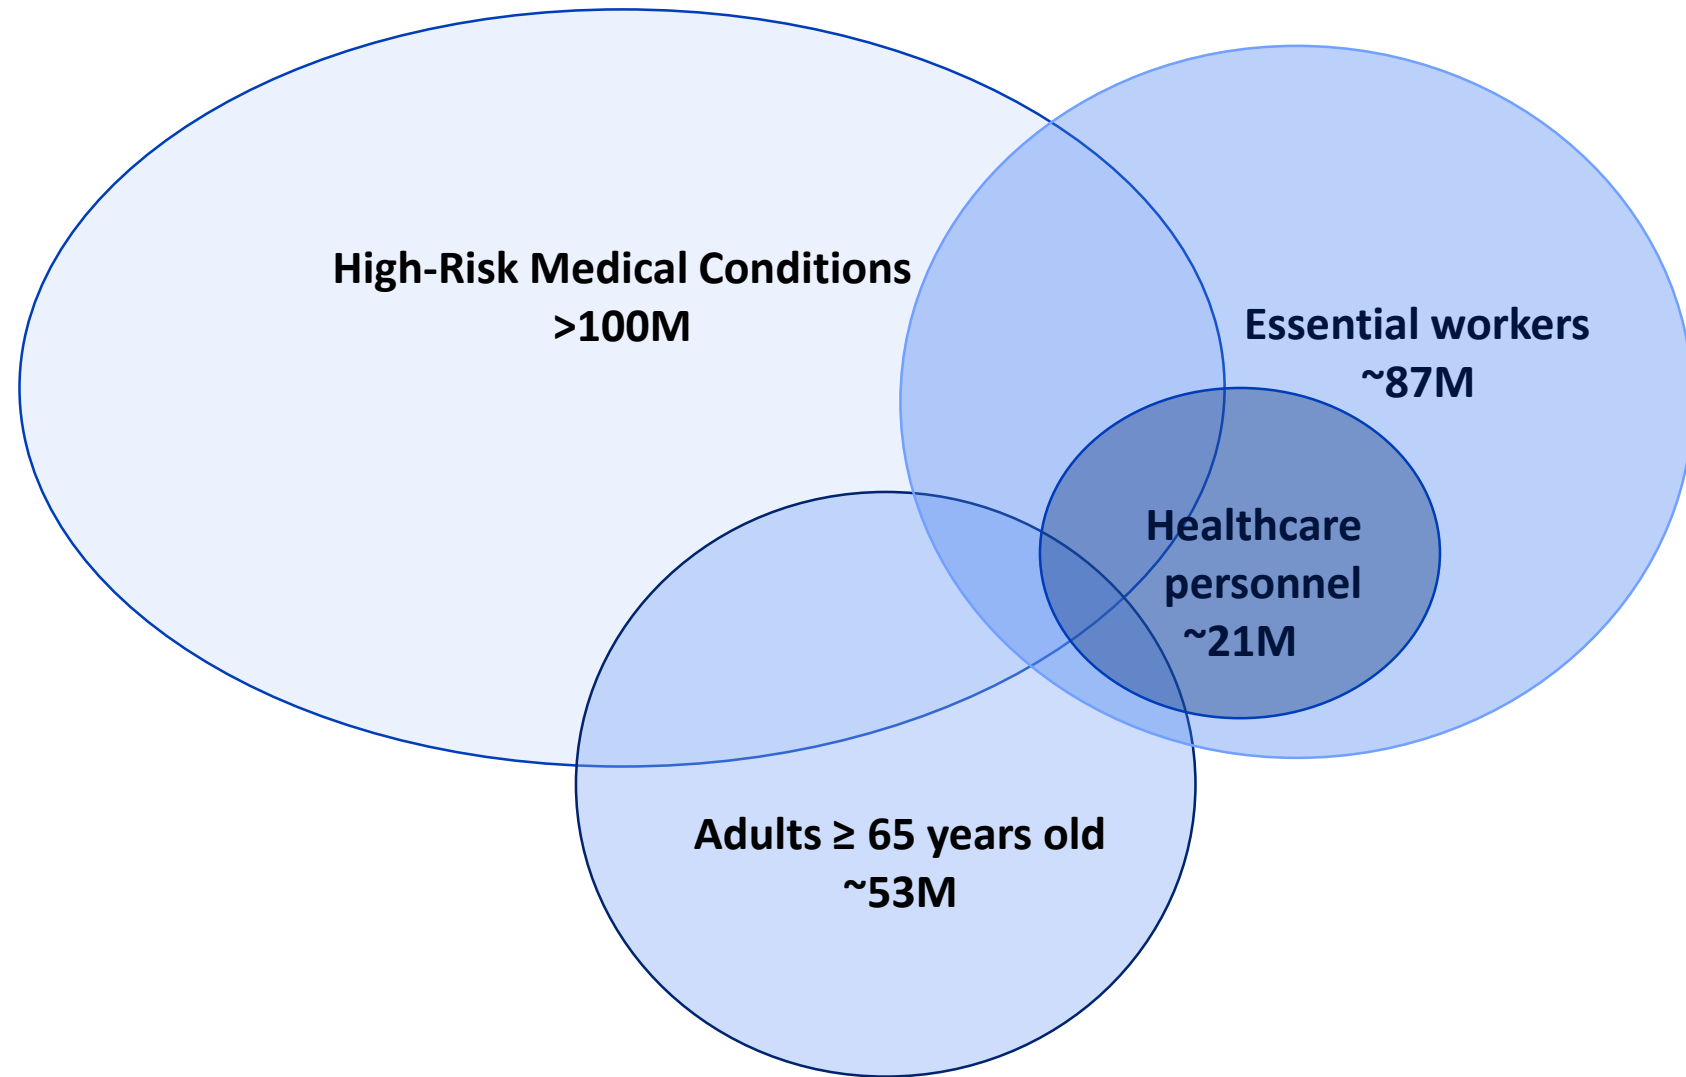 High-Risk Medical Conditions
>100M
Essential workers
~87M
Healthcare
personnel
~21M
Adults ≥ 65 years old
~53M